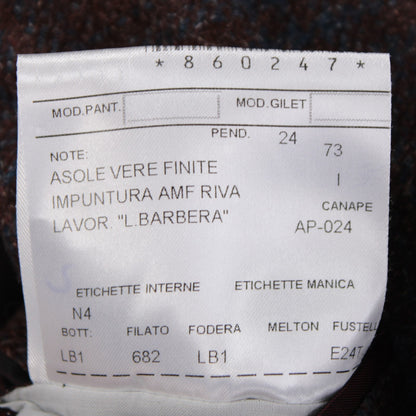 *860247*
MOD.PANT. MOD.GILET
PEND. 24 73
NOTE:
ASOLE VERE FINITE
IMPUNTURA AMF RIVA I
LAVOR. "L.BARBERA" CANAPE
AP-024
ETICHETTE INTERNE ETICHETTE MANICA
N4
BOTT: FILATO FODERA MELTON FUSTELL
LB1 682 LB1 E24T